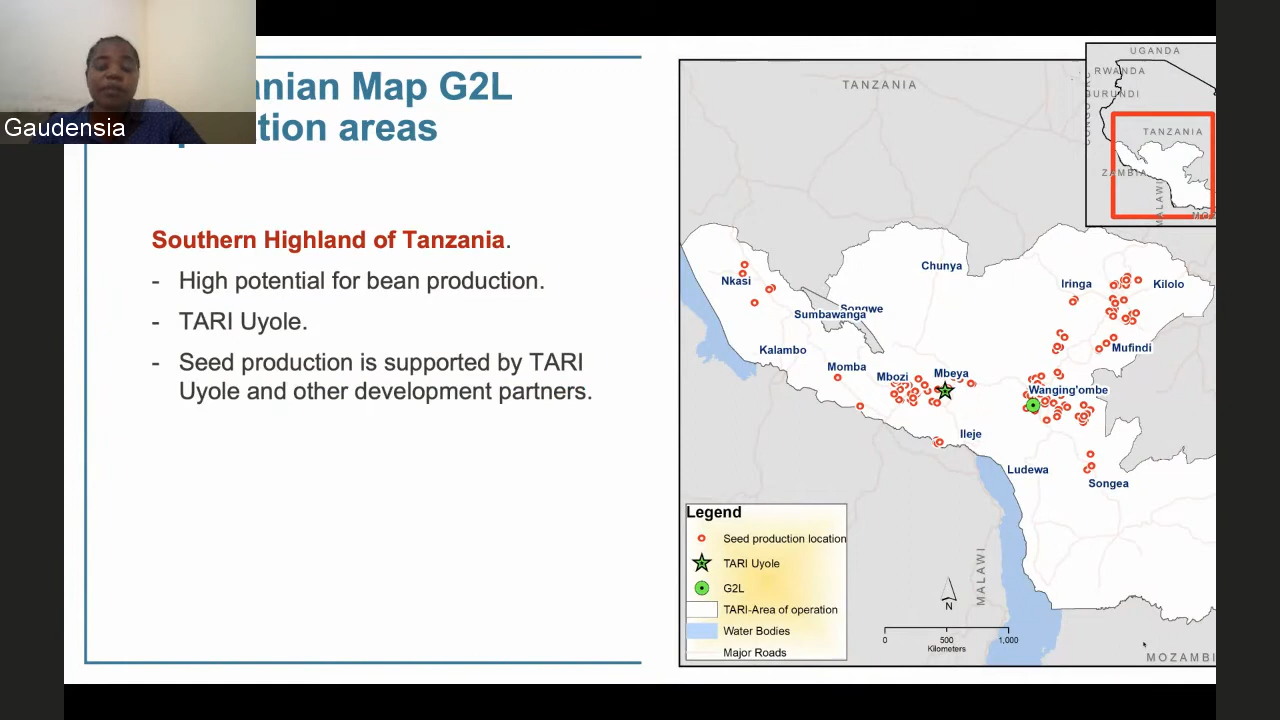 Gaudensia
anian Map G2L
tion areas
Southern Highland of Tanzania.
- High potential for bean production.
- TARI Uyole.
- Seed production is supported by TARI
Uyole and other development partners.
UGANDA
RWANDA
BURUNDI
TANZANIA
ZAMBIA
MALAWI
TANZANIA
Chunya
Nkasi
Iringa
Kilolo
Songwe
Sumbawanga
Kalambo
Mufindi
Momba
Mbozi
Mbeya
Wanging'ombe
Ileje
Ludewa
Songea
Legend
Seed production location
TARI Uyole
G2L
TARI-Area of operation
Water Bodies
Major Roads
MALAWI
N
0 500 1,000
Kilometers
MOZAMBI